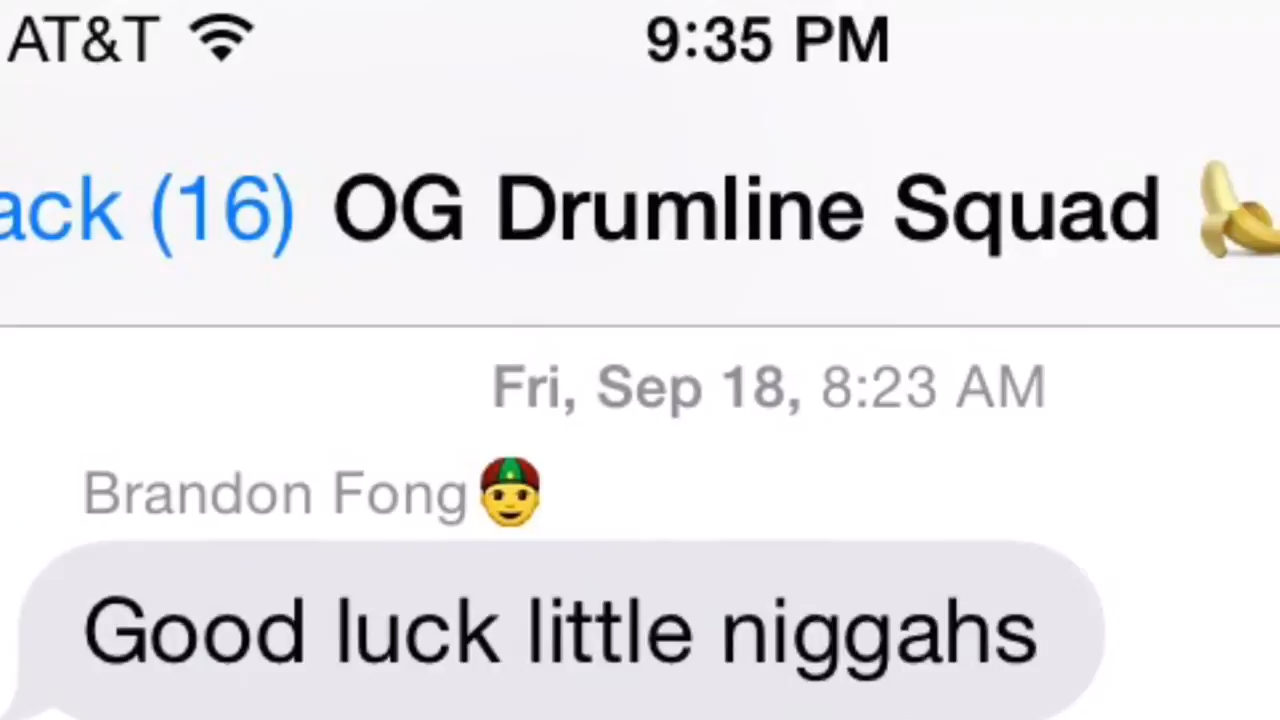 AT&T 9:35 PM
ack (16) OG Drumline Squad 🍌
Fri, Sep 18, 8:23 AM
Brandon Fong👲
Good luck little niggahs